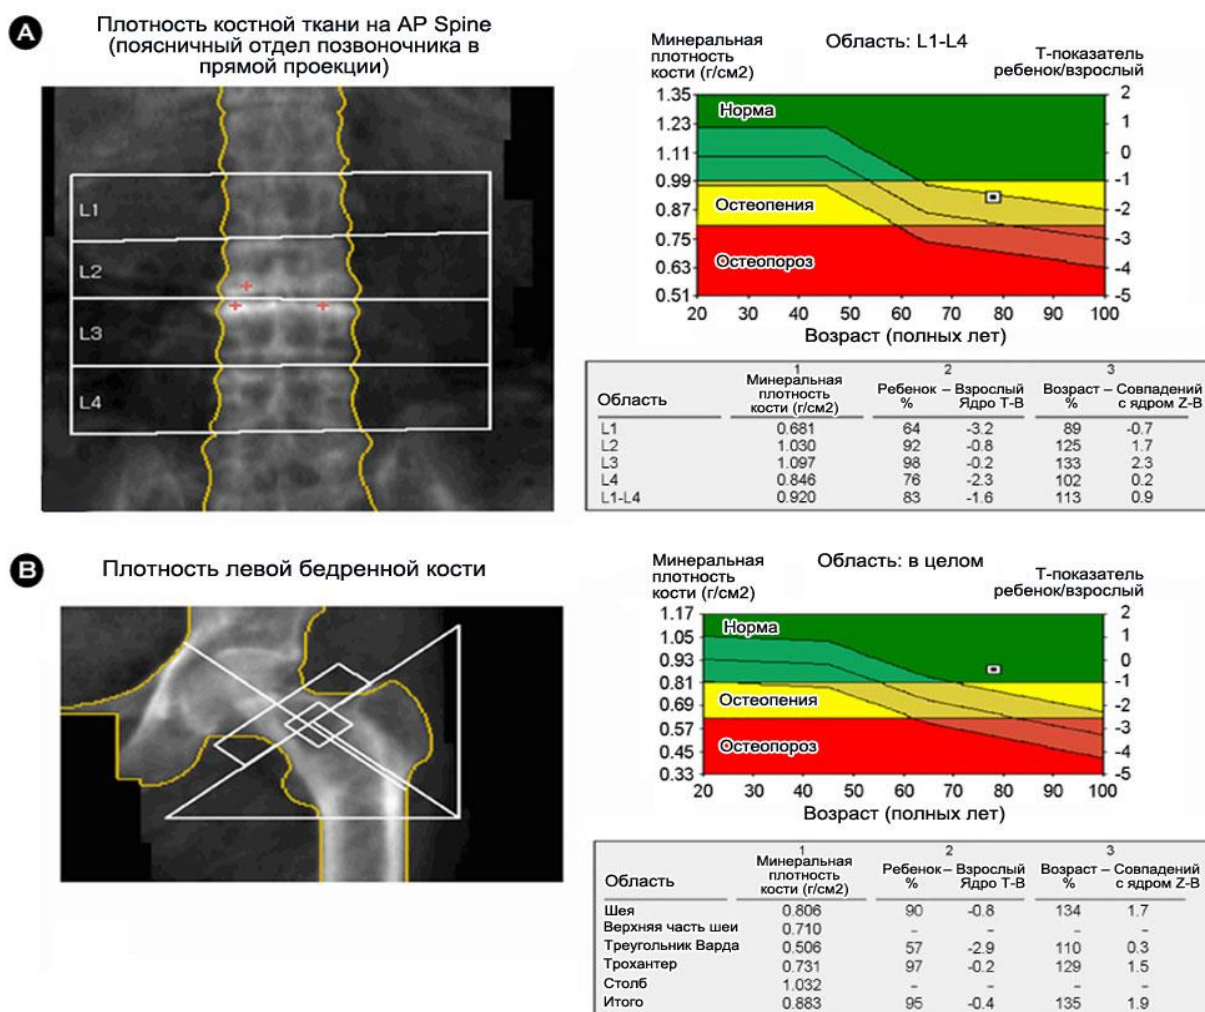 A
Плотность костной ткани на AP Spine
(поясничный отдел позвоночника в
прямой проекции)
L1
L2
L3
L4
Минеральная
плотность
кости (г/см2)
Область: L1-L4
Т-показатель
ребенок/взрослый
1.35
1.23
1.11
0.99
0.87
0.75
0.63
0.51
Норма
Остеопения
Остеопороз
2
1
0
-1
-2
-3
-4
-5
20 30 40 50 60 70 80 90 100
Возраст (полных лет)
1 2 3
Область
Минеральная
плотность
кости (г/см2)
Ребенок – Взрослый
% Ядро Т-В
Возраст – Совпадений
% с ядром Z-B
L1 0.681 64 -3.2 89 -0.7
L2 1.030 92 -0.8 125 1.7
L3 1.097 98 -0.2 133 2.3
L4 0.846 76 -2.3 102 0.2
L1-L4 0.920 83 -1.6 113 0.9
B
Плотность левой бедренной кости
Минеральная
плотность
кости (г/см2)
Область: в целом
Т-показатель
ребенок/взрослый
1.17
1.05
0.93
0.81
0.69
0.57
0.45
0.33
Норма
Остеопения
Остеопороз
2
1
0
-1
-2
-3
-4
-5
20 30 40 50 60 70 80 90 100
Возраст (полных лет)
1 2 3
Область
Минеральная
плотность
кости (г/см2)
Ребенок – Взрослый
% Ядро Т-В
Возраст – Совпадений
% с ядром Z-B
Шея 0.806 90 -0.8 134 1.7
Верхняя часть шеи 0.710 - - - -
Треугольник Варда 0.506 57 -2.9 110 0.3
Трохантер 0.731 97 -0.2 129 1.5
Столб 1.032 - - - -
Итого 0.883 95 -0.4 135 1.9